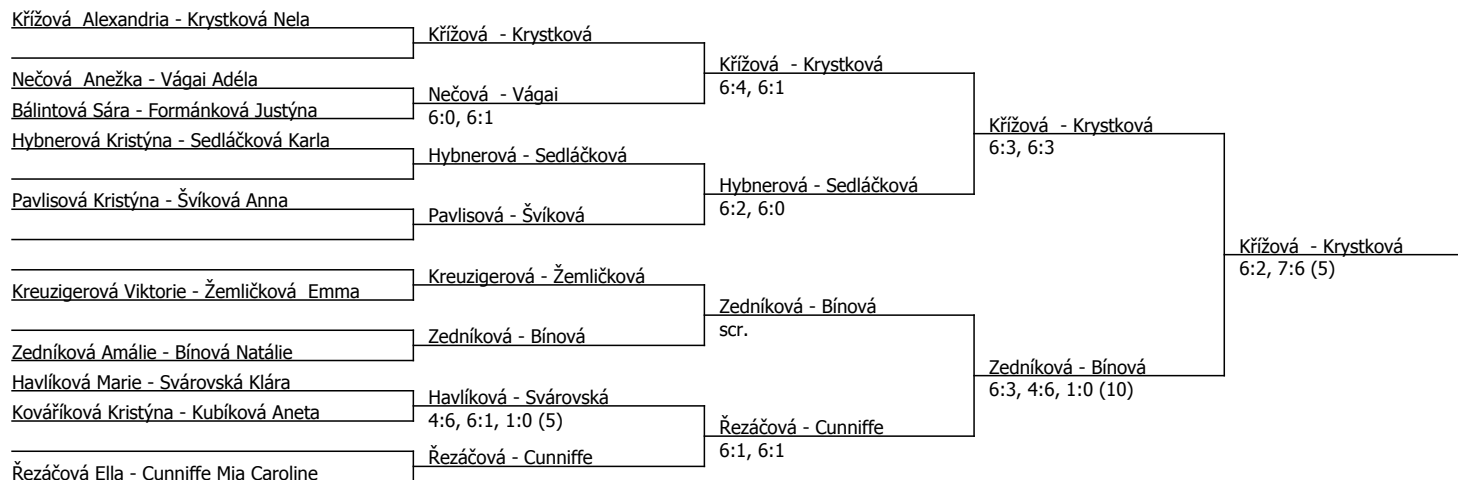 Křížová  Alexandria - Krystková Nela
Nečová  Anežka - Vágai Adéla
Bálintová Sára - Formánková Justýna
Hybnerová Kristýna - Sedláčková Karla
Pavlisová Kristýna - Švíková Anna
Kreuzigerová Viktorie - Žemličková  Emma
Zedníková Amálie - Bínová Natálie
Havlíková Marie - Svárovská Klára
Kováříková Kristýna - Kubíková Aneta
Řezáčová Ella - Cunniffe Mia Caroline
Křížová  - Krystková
Nečová  - Vágai
6:0, 6:1
Hybnerová - Sedláčková
Pavlisová - Švíková
Kreuzigerová - Žemličková
Zedníková - Bínová
Havlíková - Svárovská
4:6, 6:1, 1:0 (5)
Řezáčová - Cunniffe
Křížová  - Krystková
6:4, 6:1
Hybnerová - Sedláčková
6:2, 6:0
Zedníková - Bínová
scr.
Řezáčová - Cunniffe
6:1, 6:1
Křížová  - Krystková
6:3, 6:3
Zedníková - Bínová
6:3, 4:6, 1:0 (10)
Křížová  - Krystková
6:2, 7:6 (5)